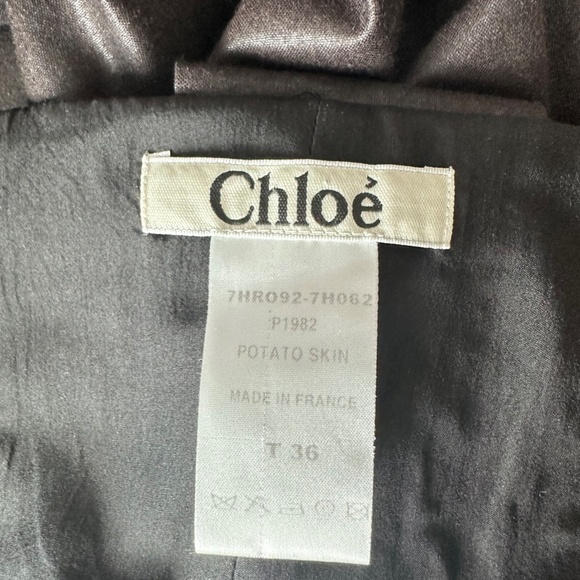 Chloé
7HRO92-7H062
P1982
POTATO SKIN
MADE IN FRANCE
T 36